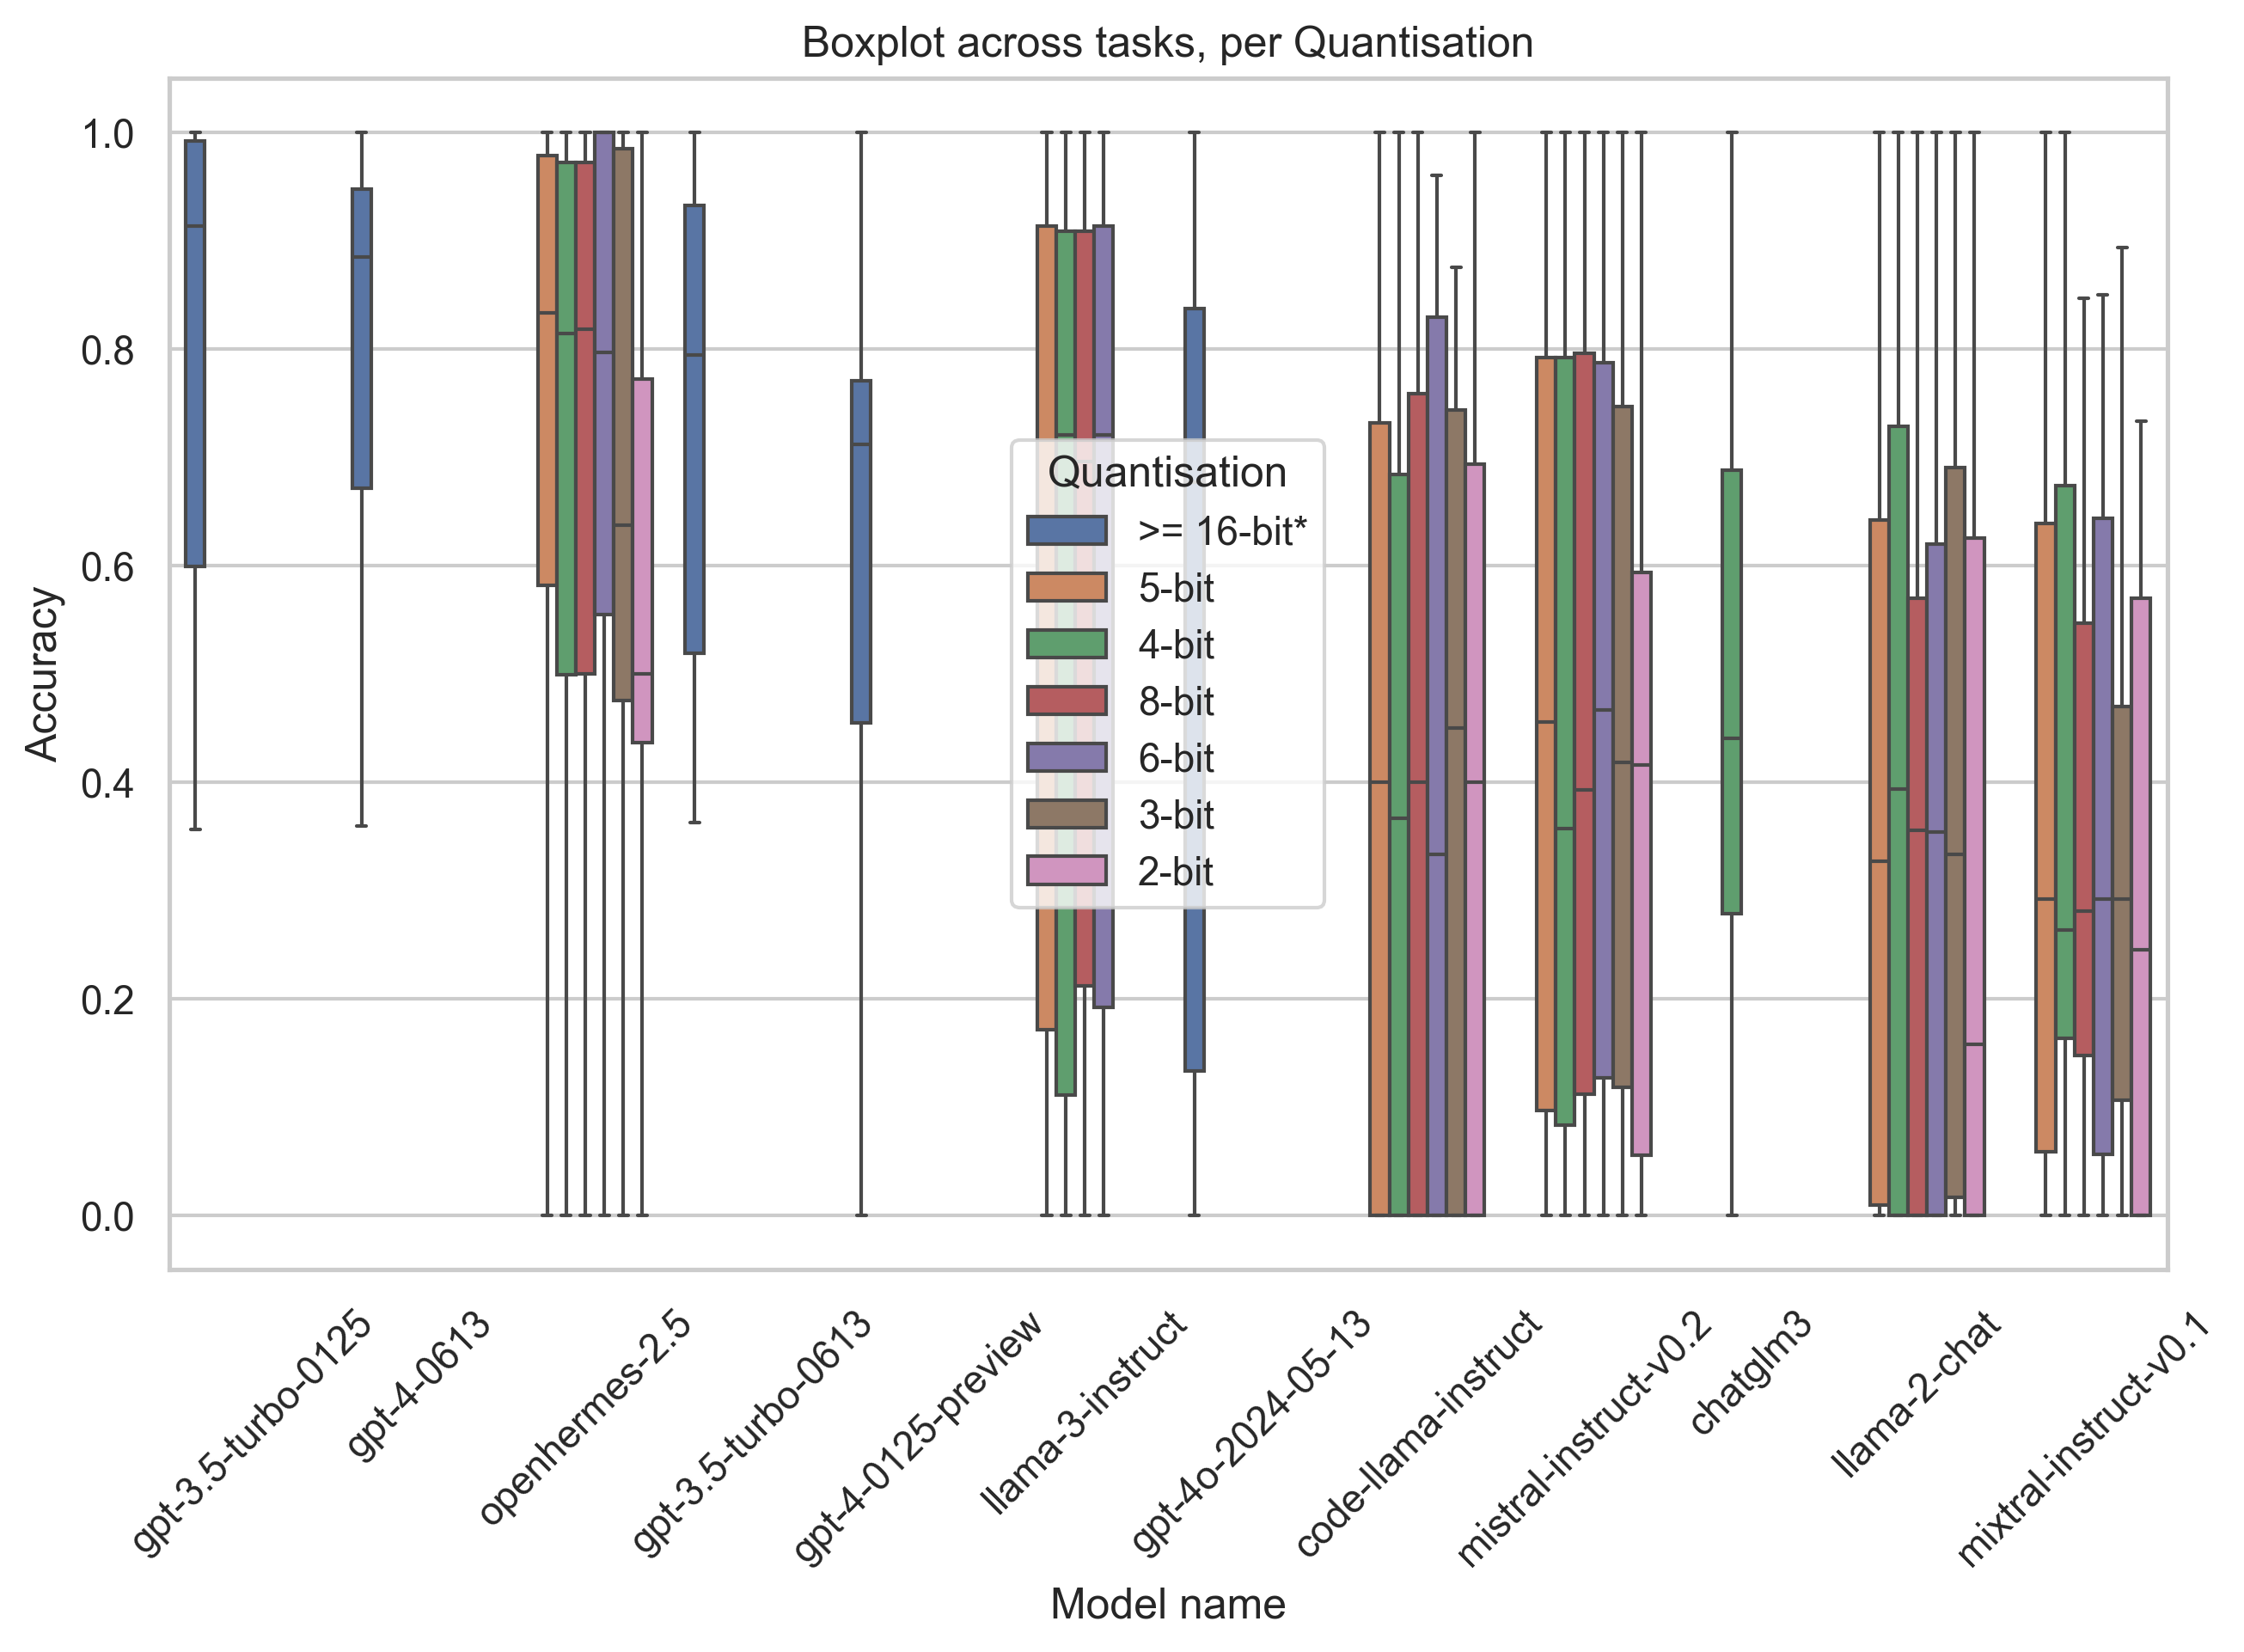 Boxplot across tasks, per Quantisation
1.0
0.8
0.6
0.4
0.2
0.0
Accuracy
Quantisation
>= 16-bit*
5-bit
4-bit
8-bit
6-bit
3-bit
2-bit
gpt-3.5-turbo-0125
gpt-4-0613
openhermes-2.5
gpt-3.5-turbo-0613
gpt-4-0125-preview
llama-3-instruct
gpt-4o-2024-05-13
code-llama-instruct
mistral-instruct-v0.2
chatglm3
llama-2-chat
mixtral-instruct-v0.1
Model name